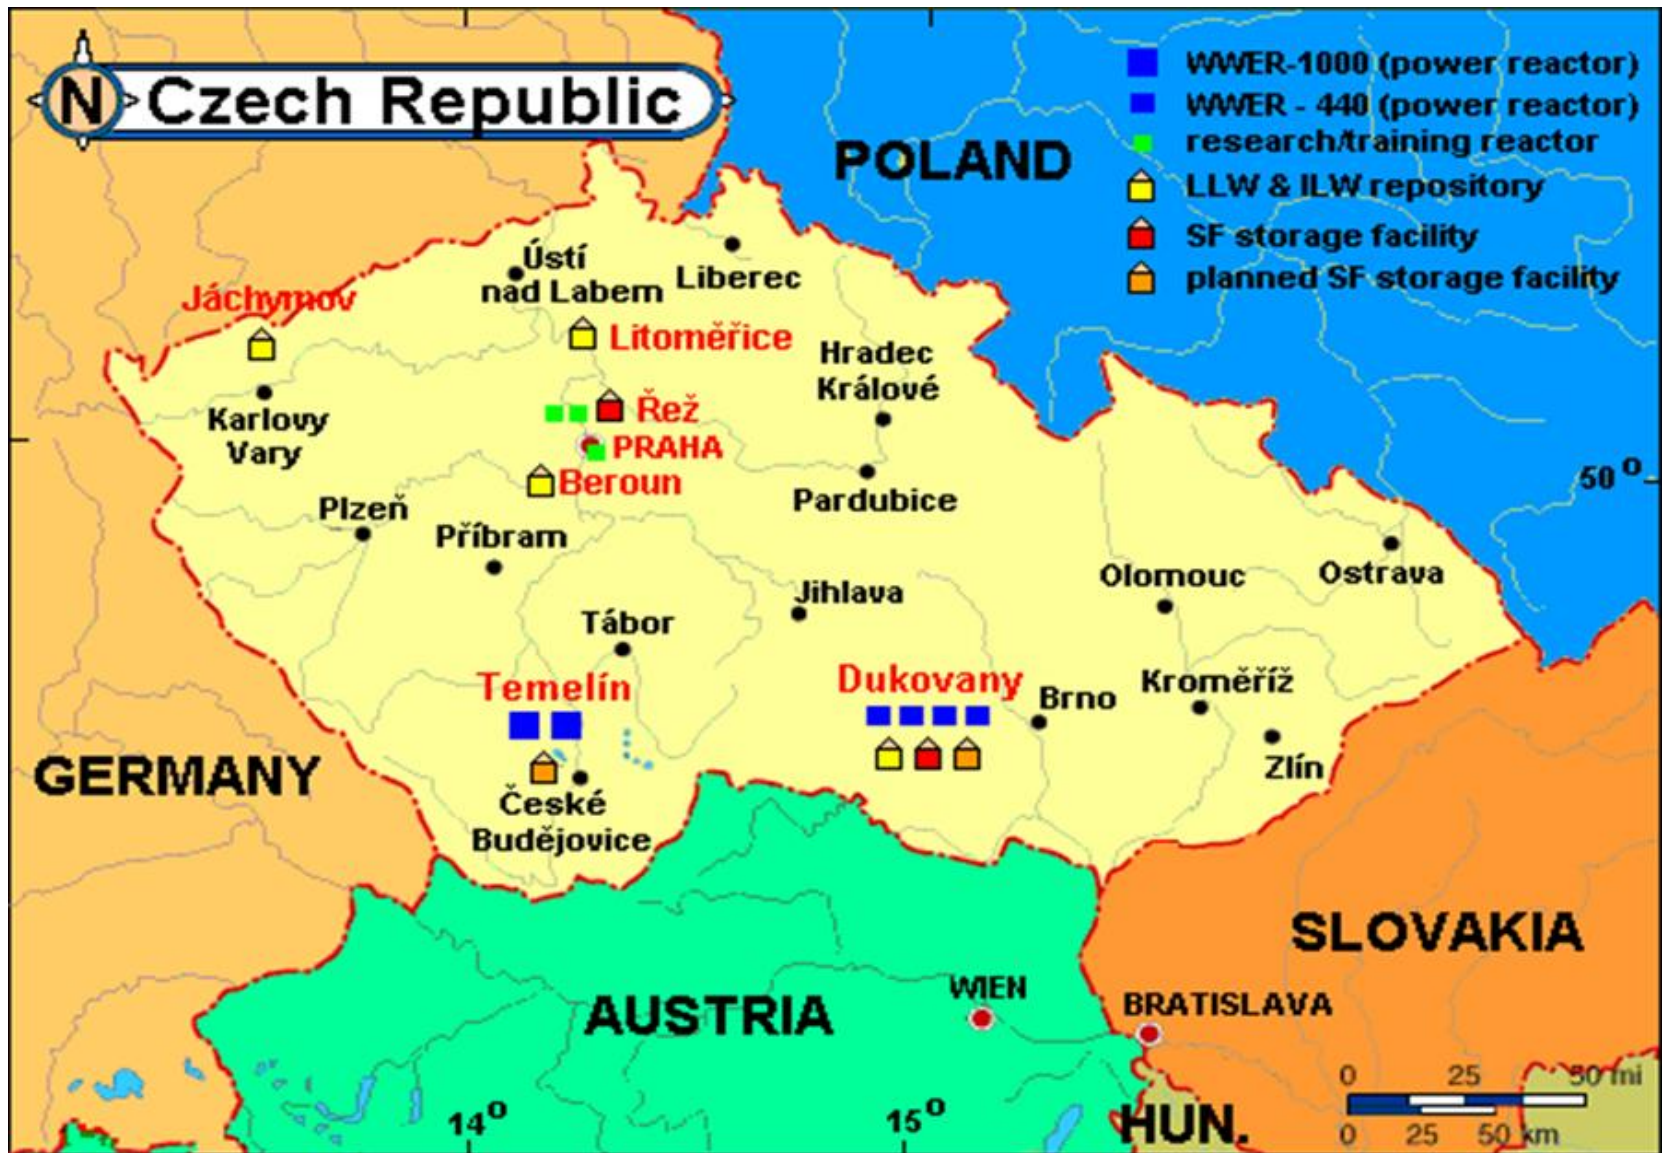 N Czech Republic
WWER-1000 (power reactor)
WWER - 440 (power reactor)
research/training reactor
LLW & ILW repository
SF storage facility
planned SF storage facility
POLAND
Ústí
nad Labem
Liberec
Jáchymov
Litoměřice
Hradec
Králové
Karlovy
Vary
Řež
PRAHA
Beroun
Pardubice
50°
Plzeň
Příbram
Jihlava
Olomouc
Ostrava
Tábor
Temelín
Dukovany
Brno
Kroměříž
Zlín
GERMANY
České
Budějovice
SLOVAKIA
AUSTRIA
WIEN
BRATISLAVA
0 25 50 mi
0 25 50 km
14°
15°
HUN.